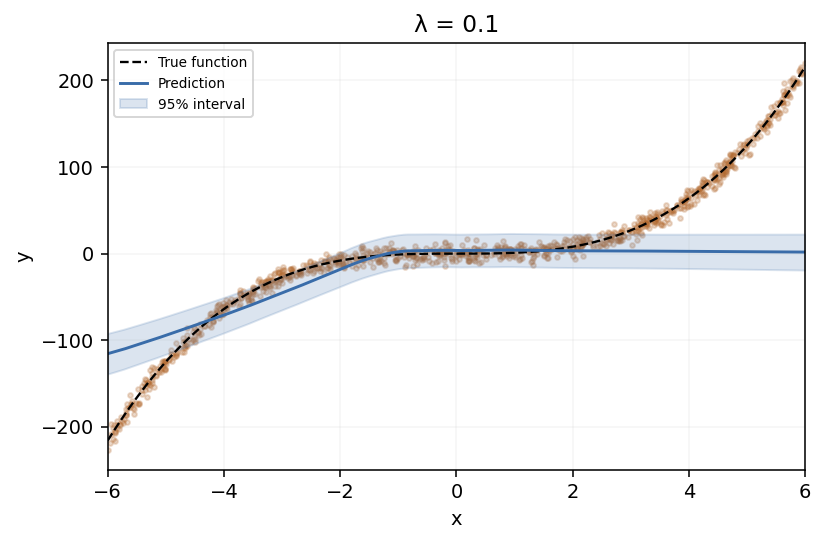 λ = 0.1
True function
Prediction
95% interval
200
100
0
−100
−200
y
−6
−4
−2
0
2
4
6
x